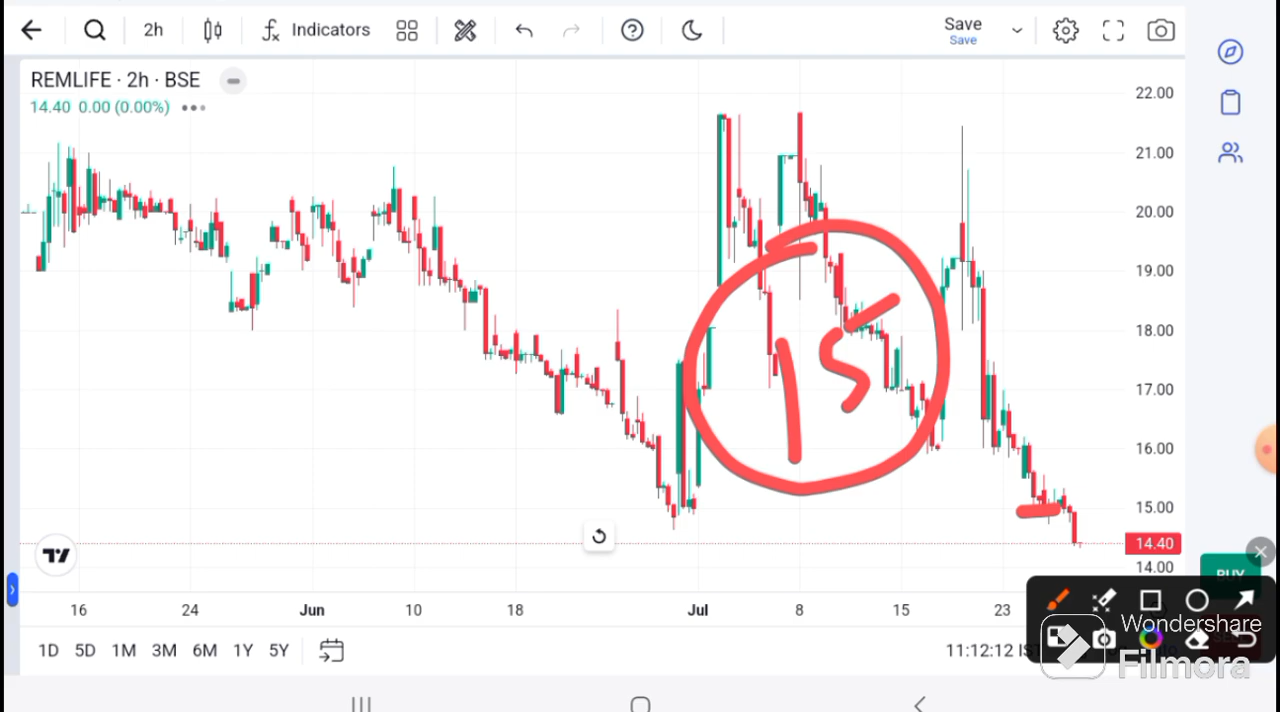 2h
Indicators
Save
Save
REMLIFE · 2h · BSE
14.40 0.00 (0.00%)
22.00
21.00
20.00
19.00
18.00
17.00
16.00
15.00
14.40
14.00
15
BUY
16 24 Jun 10 18 Jul 8 15 23
1D 5D 1M 3M 6M 1Y 5Y
11:12:12
Wondershare
Filmora